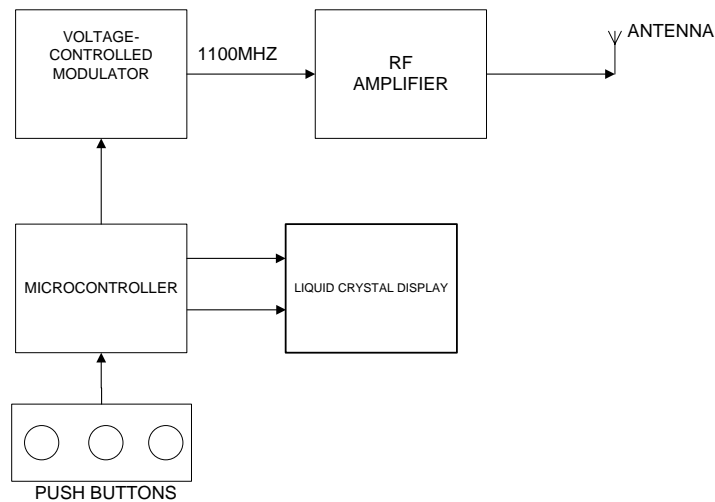 VOLTAGE-
CONTROLLED
MODULATOR
1100MHZ
RF
AMPLIFIER
ANTENNA
MICROCONTROLLER
LIQUID CRYSTAL DISPLAY
PUSH BUTTONS